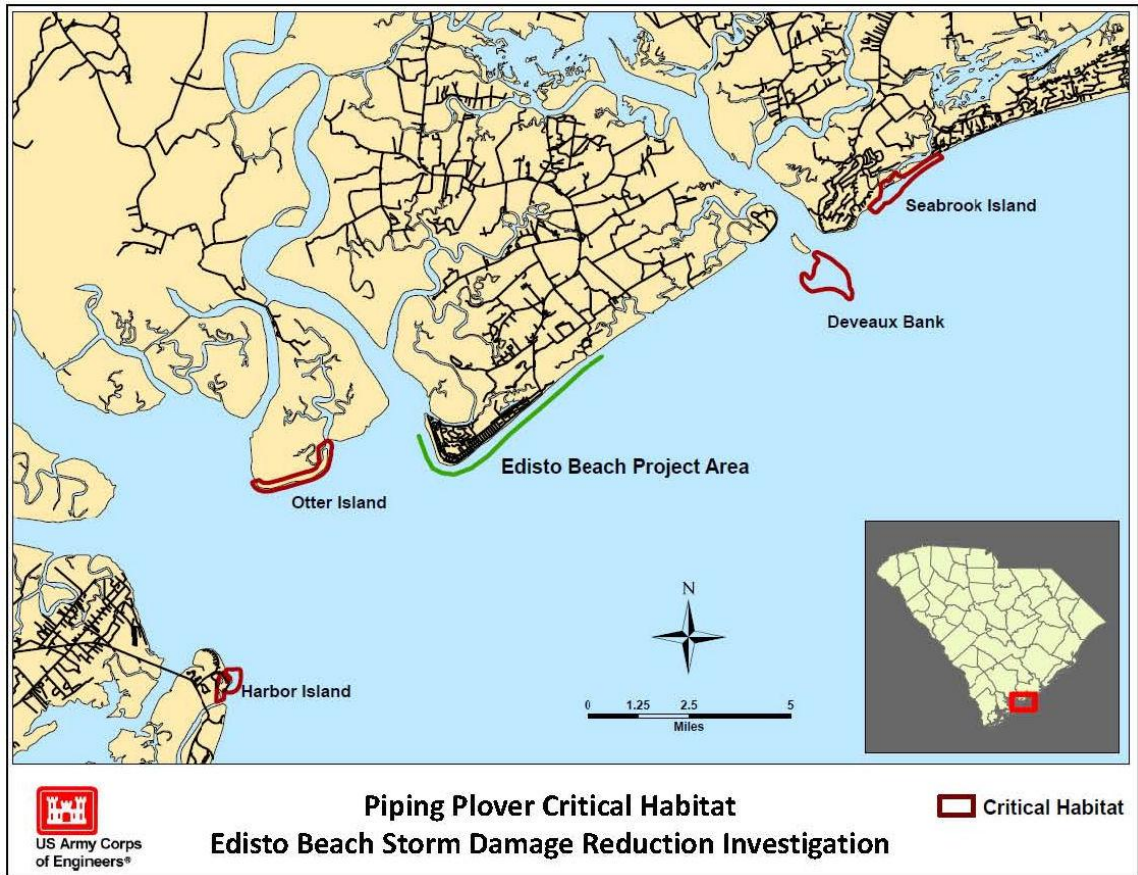 Seabrook Island
Deveaux Bank
Edisto Beach Project Area
Otter Island
N
Harbor Island
0 1.25 2.5 5
Miles
Piping Plover Critical Habitat
Edisto Beach Storm Damage Reduction Investigation
Critical Habitat
US Army Corps
of Engineers®